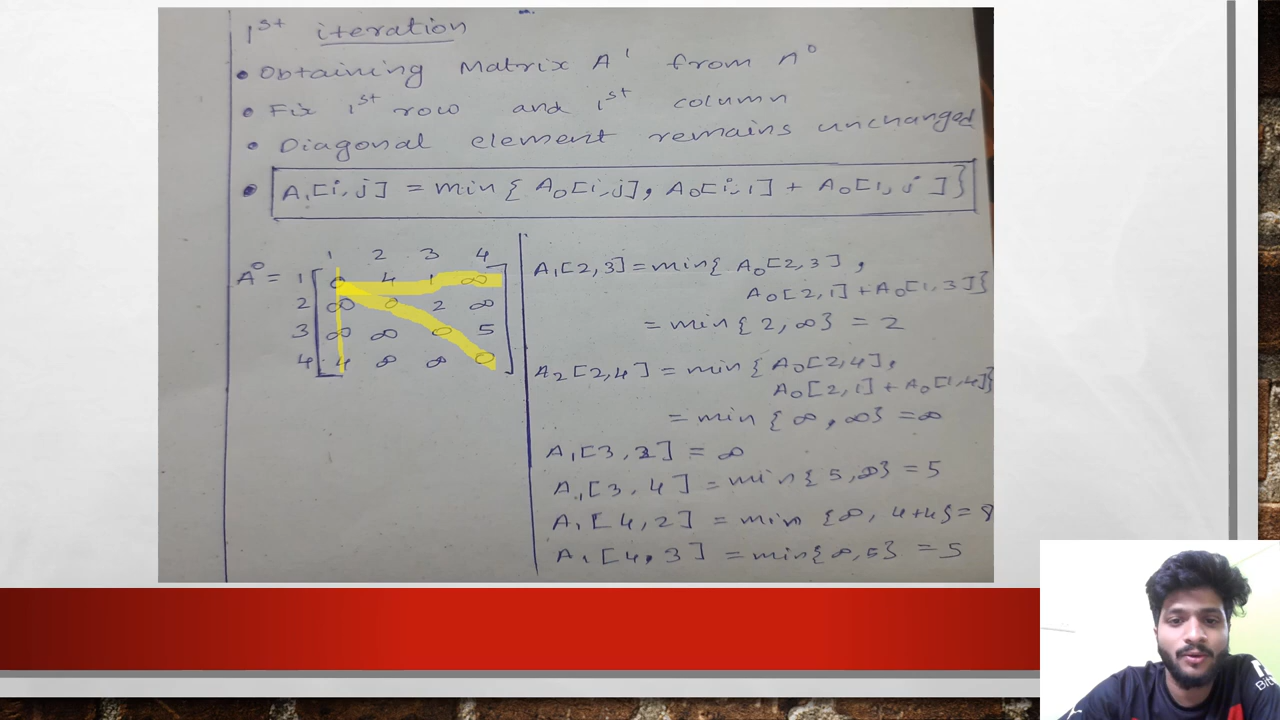 1st iteration
• Obtaining Matrix A1 from A0
• Fix 1st row and 1st column
• Diagonal element remains unchanged
• A1[i,j] = min{ A0[i,j], A0[i,1] + A0[1,j]}
1 2 3 4
A0 = 1 [0 4 1 ∞]
2 ∞ 0 2 ∞
3 ∞ ∞ 0 5
4 4 ∞ ∞ 0
A1[2,3] = min{ A0[2,3],
A0[2,1] + A0[1,3]}
= min{2,∞} = 2
A2[2,4] = min{ A0[2,4],
A0[2,1] + A0[1,4]}
= min{∞,∞} = ∞
A1[3,2] = ∞
A1[3,4] = min{5,∞} = 5
A1[4,2] = min {∞, 4+4} = 8
A1[4,3] = min{∞,5} = 5